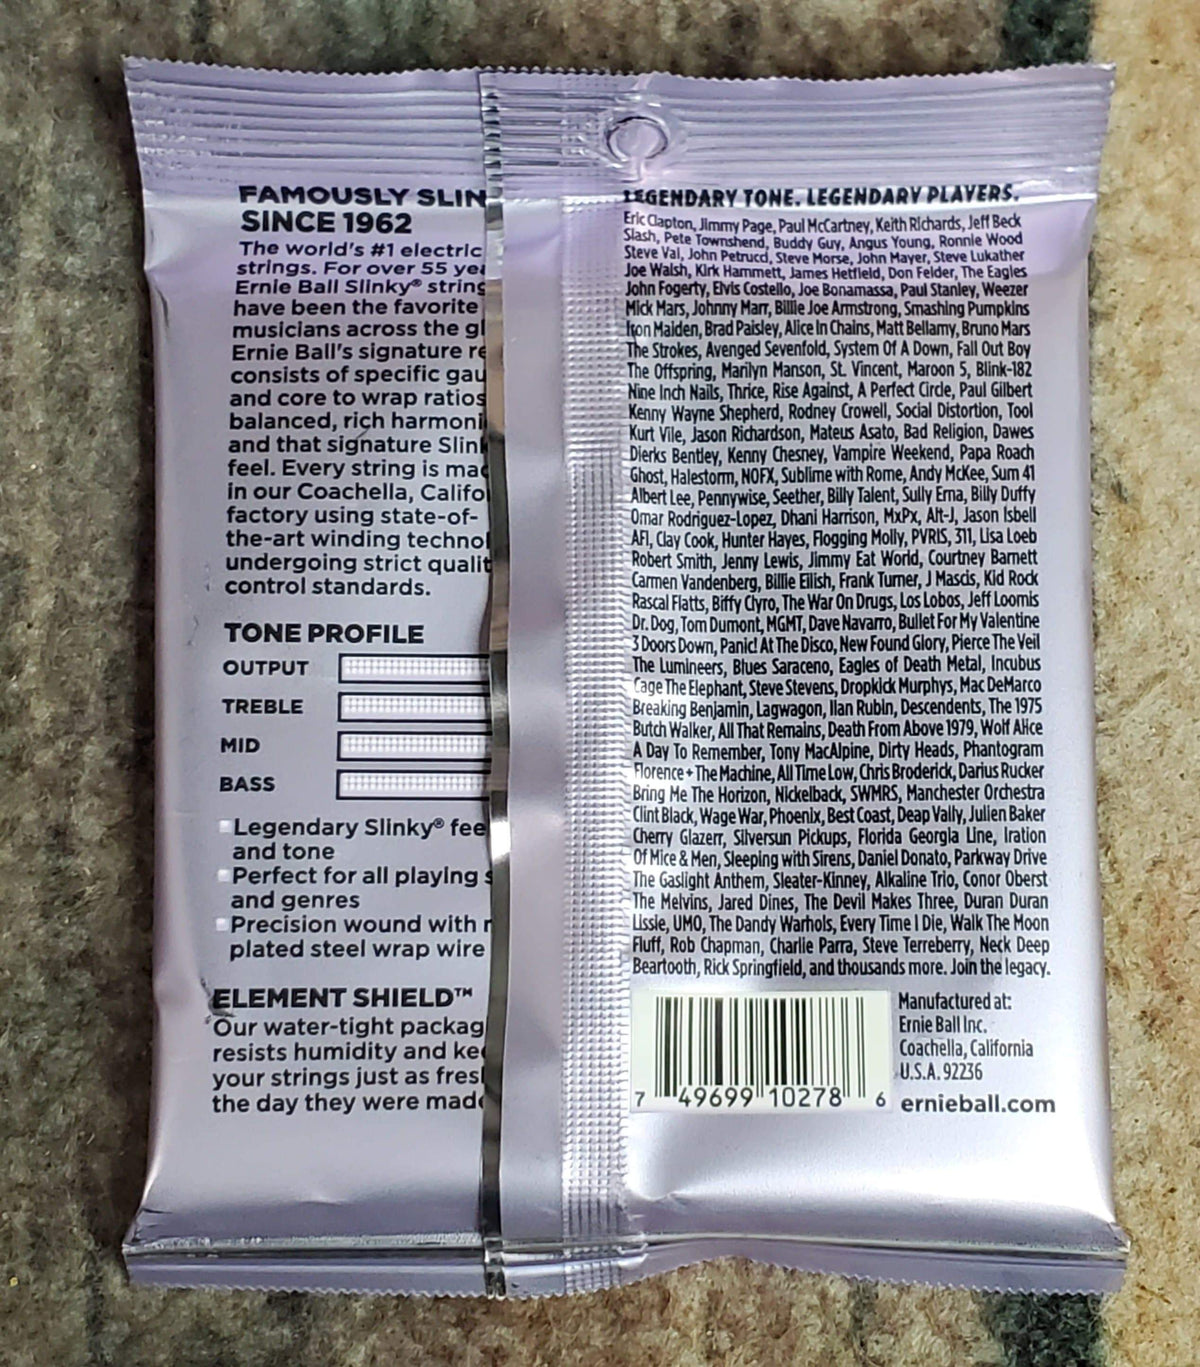 FAMOUSLY SLIN
SINCE 1962
The world's #1 electric
strings. For over 55 ye
Ernie Ball Slinky® string
have been the favorite
musicians across the gl
Ernie Ball's signature re
consists of specific gau
and core to wrap ratios
balanced, rich harmoni
and that signature Slink
feel. Every string is mad
in our Coachella, Califo
factory using state-of-
the-art winding technol
undergoing strict qualit
control standards.
TONE PROFILE
OUTPUT
TREBLE
MID
BASS
Legendary Slinky® fee
and tone
Perfect for all playing s
and genres
Precision wound with n
plated steel wrap wire
ELEMENT SHIELD™
Our water-tight packag
resists humidity and kee
your strings just as fresh
the day they were made
LEGENDARY TONE. LEGENDARY PLAYERS.
Eric Clapton, Jimmy Page, Paul McCartney, Keith Richards, Jeff Beck
Slash, Pete Townshend, Buddy Guy, Angus Young, Ronnie Wood
Steve Vai, John Petrucci, Steve Morse, John Mayer, Steve Lukather
Joe Walsh, Kirk Hammett, James Hetfield, Don Felder, The Eagles
John Fogerty, Elvis Costello, Joe Bonamassa, Paul Stanley, Weezer
Mick Mars, Johnny Marr, Billie Joe Armstrong, Smashing Pumpkins
Iron Maiden, Brad Paisley, Alice In Chains, Matt Bellamy, Bruno Mars
The Strokes, Avenged Sevenfold, System Of A Down, Fall Out Boy
The Offspring, Marilyn Manson, St. Vincent, Maroon 5, Blink-182
Nine Inch Nails, Thrice, Rise Against, A Perfect Circle, Paul Gilbert
Kenny Wayne Shepherd, Rodney Crowell, Social Distortion, Tool
Kurt Vile, Jason Richardson, Mateus Asato, Bad Religion, Dawes
Dierks Bentley, Kenny Chesney, Vampire Weekend, Papa Roach
Ghost, Halestorm, NOFX, Sublime with Rome, Andy McKee, Sum 41
Albert Lee, Pennywise, Seether, Billy Talent, Sully Erna, Billy Duffy
Omar Rodriguez-Lopez, Dhani Harrison, MxPx, Alt-J, Jason Isbell
AFI, Clay Cook, Hunter Hayes, Flogging Molly, PVRIS, 311, Lisa Loeb
Robert Smith, Jenny Lewis, Jimmy Eat World, Courtney Barnett
Carmen Vandenberg, Billie Eilish, Frank Turner, J Mascis, Kid Rock
Rascal Flatts, Biffy Clyro, The War On Drugs, Los Lobos, Jeff Loomis
Dr. Dog, Tom Dumont, MGMT, Dave Navarro, Bullet For My Valentine
3 Doors Down, Panic! At The Disco, New Found Glory, Pierce The Veil
The Lumineers, Blues Saraceno, Eagles of Death Metal, Incubus
Cage The Elephant, Steve Stevens, Dropkick Murphys, Mac DeMarco
Breaking Benjamin, Lagwagon, Ilan Rubin, Descendents, The 1975
Butch Walker, All That Remains, Death From Above 1979, Wolf Alice
A Day To Remember, Tony MacAlpine, Dirty Heads, Phantogram
Florence + The Machine, All Time Low, Chris Broderick, Darius Rucker
Bring Me The Horizon, Nickelback, SWMRS, Manchester Orchestra
Clint Black, Wage War, Phoenix, Best Coast, Deap Vally, Julien Baker
Cherry Glazerr, Silversun Pickups, Florida Georgia Line, Iration
Of Mice & Men, Sleeping with Sirens, Daniel Donato, Parkway Drive
The Gaslight Anthem, Sleater-Kinney, Alkaline Trio, Conor Oberst
The Melvins, Jared Dines, The Devil Makes Three, Duran Duran
Lissie, UMO, The Dandy Warhols, Every Time I Die, Walk The Moon
Fluff, Rob Chapman, Charlie Parra, Steve Terreberry, Neck Deep
Beartooth, Rick Springfield, and thousands more. Join the legacy.
7 49699 10278 6
Manufactured at:
Ernie Ball Inc.
Coachella, California
U.S.A. 92236
ernieball.com